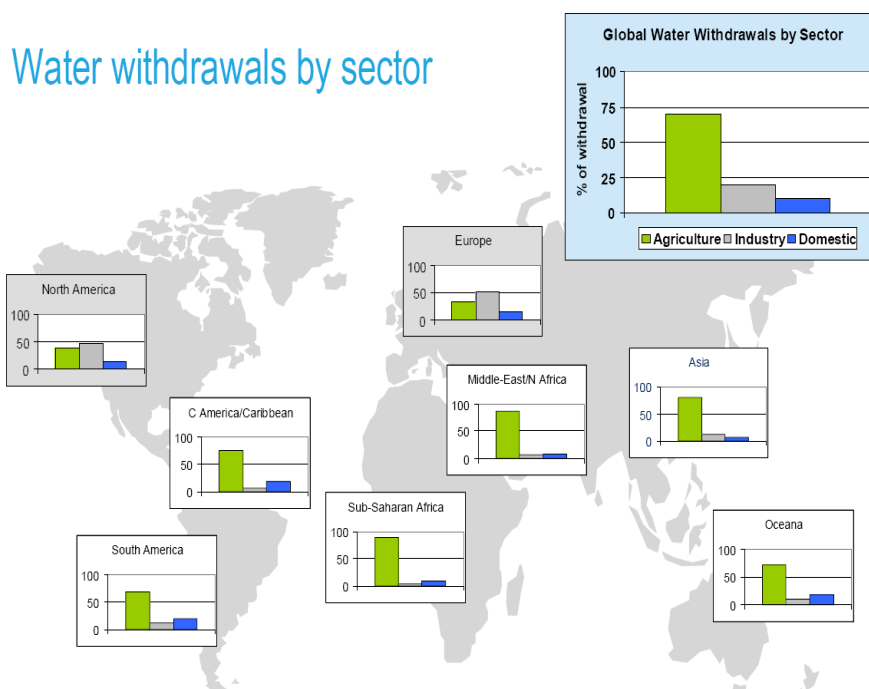 Water withdrawals by sector
Global Water Withdrawals by Sector
% of withdrawal
100
75
50
25
0
Agriculture Industry Domestic
Europe
100
50
0
North America
100
50
0
Middle-East/N Africa
100
50
0
Asia
100
50
0
C America/Caribbean
100
50
0
Sub-Saharan Africa
100
50
0
Oceana
100
50
0
South America
100
50
0